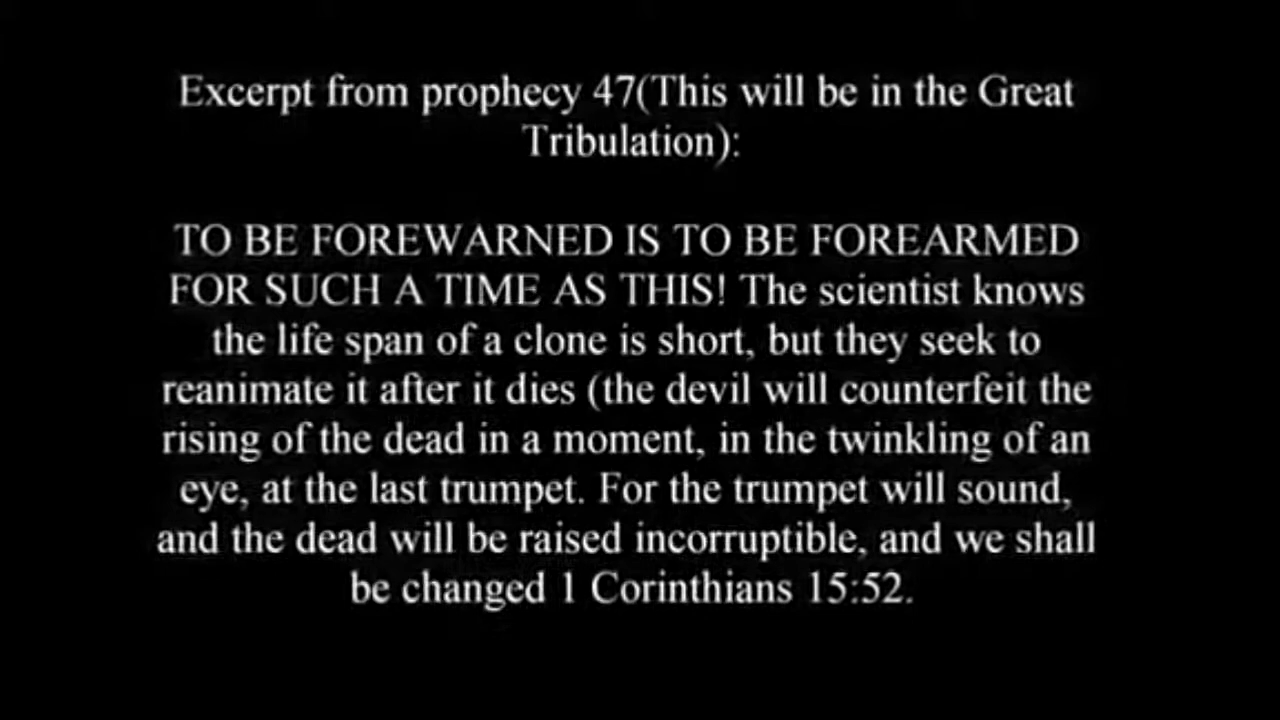 Excerpt from prophecy 47(This will be in the Great
Tribulation):
TO BE FOREWARNED IS TO BE FOREARMED
FOR SUCH A TIME AS THIS! The scientist knows
the life span of a clone is short, but they seek to
reanimate it after it dies (the devil will counterfeit the
rising of the dead in a moment, in the twinkling of an
eye, at the last trumpet. For the trumpet will sound,
and the dead will be raised incorruptible, and we shall
be changed 1 Corinthians 15:52.